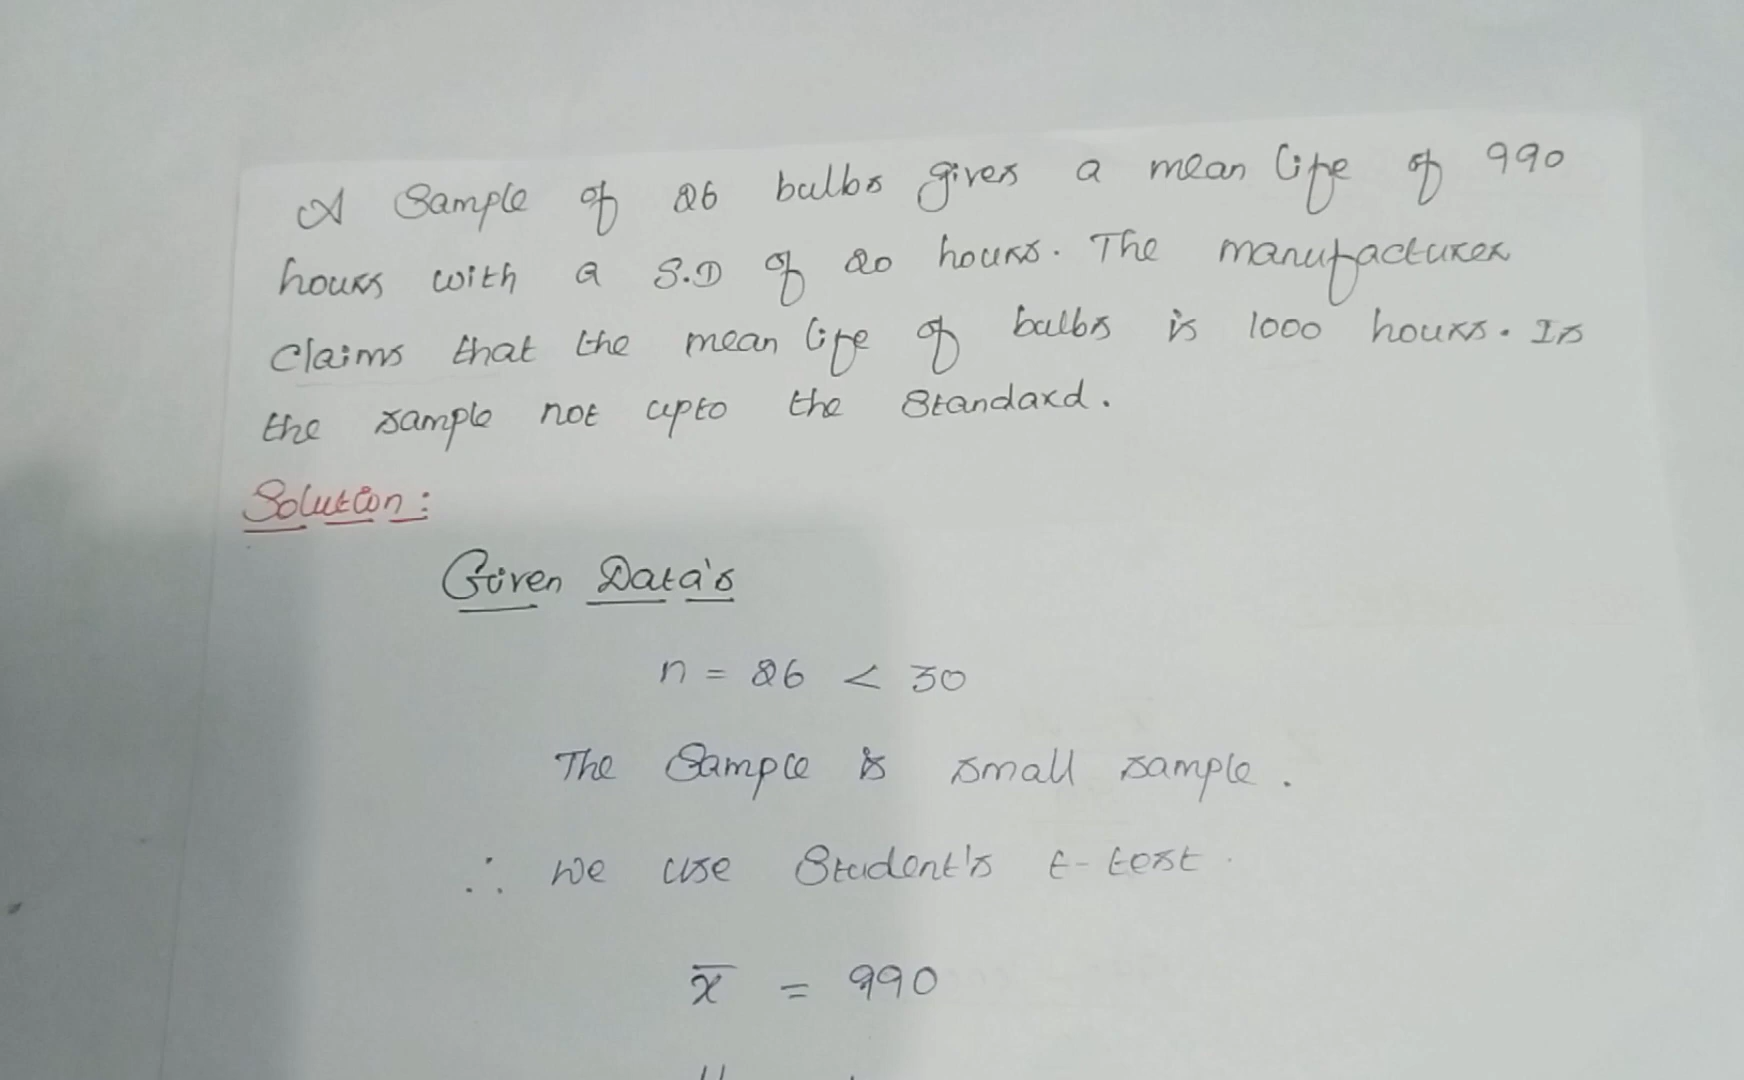 A Sample of 26 bulbs gives a mean life of 990
hours with a S.D of 20 hours. The manufacturer
claims that the mean life of bulbs is 1000 hours. Is
the sample not upto the Standard.
Solution:
Given Data's
n = 26 < 30
The Sample is small sample.
∴ we use Student's t-test.
x̅ = 990